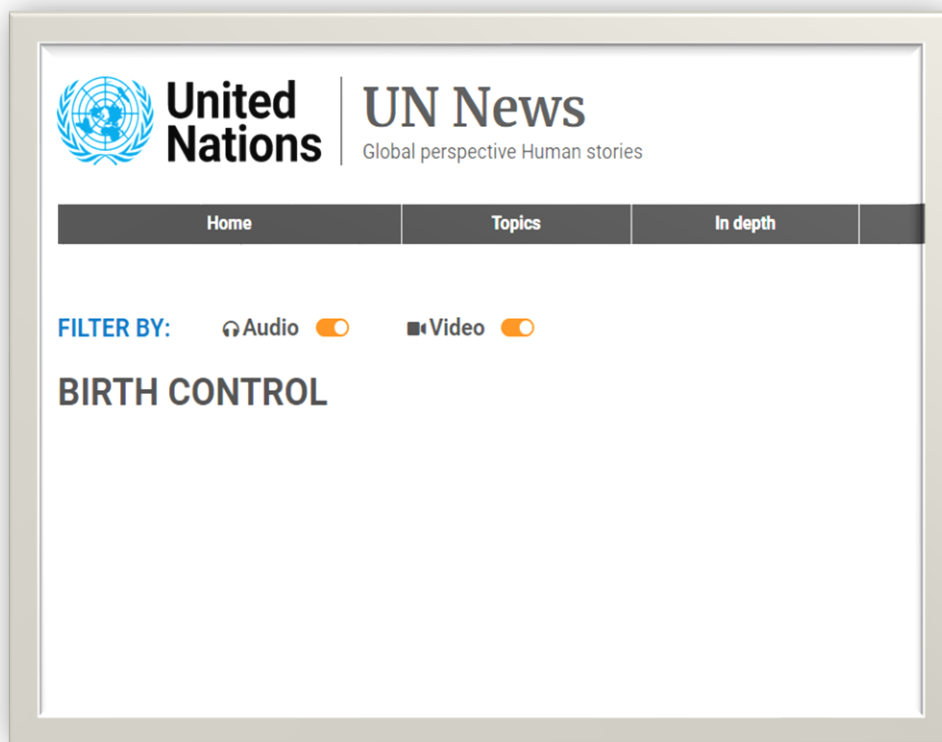 United Nations
UN News
Global perspective Human stories
Home Topics In depth
FILTER BY: Audio Video
BIRTH CONTROL